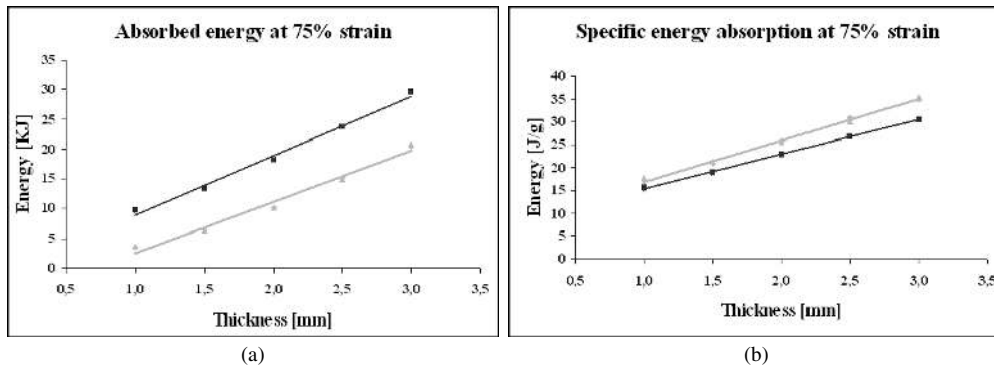 Absorbed energy at 75% strain
Energy [KJ]
35
30
25
20
15
10
5
0
0,5 1,0 1,5 2,0 2,5 3,0 3,5
Thickness [mm]
(a)
Specific energy absorption at 75% strain
Energy [J/g]
40
35
30
25
20
15
10
5
0
0,5 1,0 1,5 2,0 2,5 3,0 3,5
Thickness [mm]
(b)